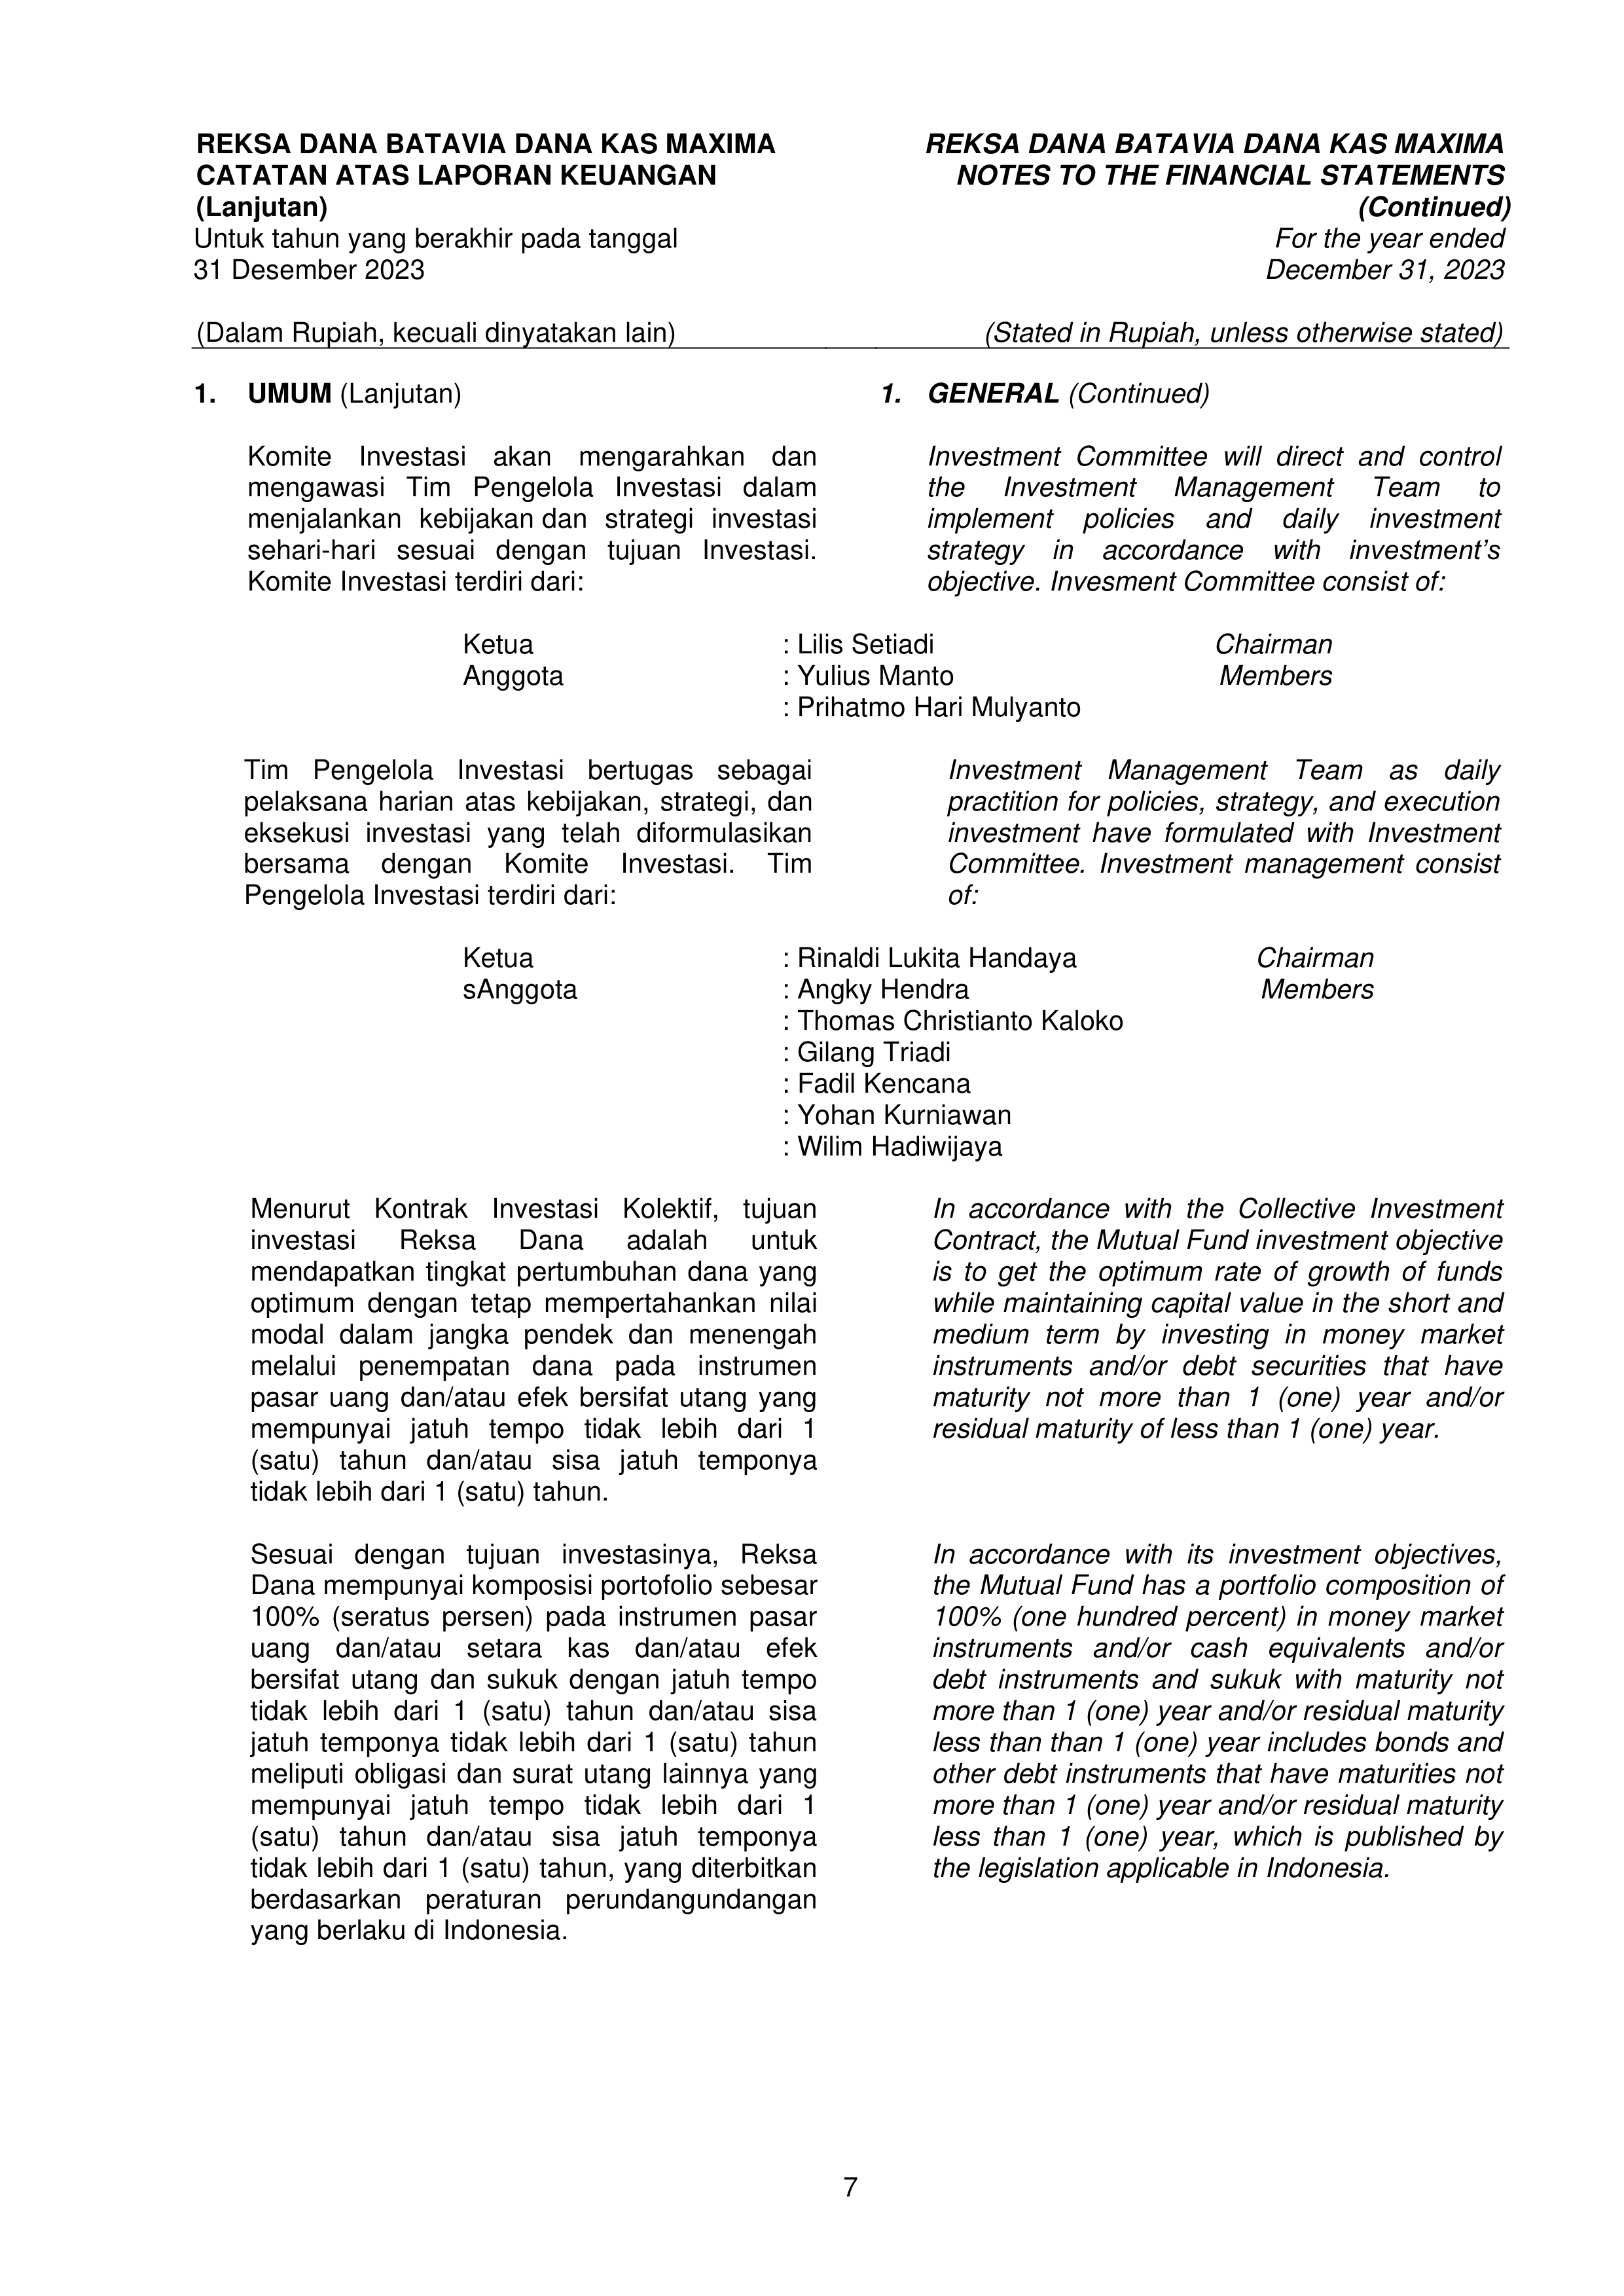 REKSA DANA BATAVIA DANA KAS MAXIMA
CATATAN ATAS LAPORAN KEUANGAN
(Lanjutan)
Untuk tahun yang berakhir pada tanggal
31 Desember 2023
(Dalam Rupiah, kecuali dinyatakan lain)
REKSA DANA BATAVIA DANA KAS MAXIMA
NOTES TO THE FINANCIAL STATEMENTS
(Continued)
For the year ended
December 31, 2023
(Stated in Rupiah, unless otherwise stated)
1. UMUM (Lanjutan)
1. GENERAL (Continued)
Komite Investasi akan mengarahkan dan
mengawasi Tim Pengelola Investasi dalam
menjalankan kebijakan dan strategi investasi
sehari-hari sesuai dengan tujuan Investasi.
Komite Investasi terdiri dari:
Investment Committee will direct and control
the Investment Management Team to
implement policies and daily investment
strategy in accordance with investment’s
objective. Invesment Committee consist of:
Ketua : Lilis Setiadi Chairman
Anggota : Yulius Manto Members
: Prihatmo Hari Mulyanto
Tim Pengelola Investasi bertugas sebagai
pelaksana harian atas kebijakan, strategi, dan
eksekusi investasi yang telah diformulasikan
bersama dengan Komite Investasi. Tim
Pengelola Investasi terdiri dari:
Investment Management Team as daily
practition for policies, strategy, and execution
investment have formulated with Investment
Committee. Investment management consist
of:
Ketua : Rinaldi Lukita Handaya Chairman
sAnggota : Angky Hendra Members
: Thomas Christianto Kaloko
: Gilang Triadi
: Fadil Kencana
: Yohan Kurniawan
: Wilim Hadiwijaya
Menurut Kontrak Investasi Kolektif, tujuan
investasi Reksa Dana adalah untuk
mendapatkan tingkat pertumbuhan dana yang
optimum dengan tetap mempertahankan nilai
modal dalam jangka pendek dan menengah
melalui penempatan dana pada instrumen
pasar uang dan/atau efek bersifat utang yang
mempunyai jatuh tempo tidak lebih dari 1
(satu) tahun dan/atau sisa jatuh temponya
tidak lebih dari 1 (satu) tahun.
In accordance with the Collective Investment
Contract, the Mutual Fund investment objective
is to get the optimum rate of growth of funds
while maintaining capital value in the short and
medium term by investing in money market
instruments and/or debt securities that have
maturity not more than 1 (one) year and/or
residual maturity of less than 1 (one) year.
Sesuai dengan tujuan investasinya, Reksa
Dana mempunyai komposisi portofolio sebesar
100% (seratus persen) pada instrumen pasar
uang dan/atau setara kas dan/atau efek
bersifat utang dan sukuk dengan jatuh tempo
tidak lebih dari 1 (satu) tahun dan/atau sisa
jatuh temponya tidak lebih dari 1 (satu) tahun
meliputi obligasi dan surat utang lainnya yang
mempunyai jatuh tempo tidak lebih dari 1
(satu) tahun dan/atau sisa jatuh temponya
tidak lebih dari 1 (satu) tahun, yang diterbitkan
berdasarkan peraturan perundangundangan
yang berlaku di Indonesia.
In accordance with its investment objectives,
the Mutual Fund has a portfolio composition of
100% (one hundred percent) in money market
instruments and/or cash equivalents and/or
debt instruments and sukuk with maturity not
more than 1 (one) year and/or residual maturity
less than than 1 (one) year includes bonds and
other debt instruments that have maturities not
more than 1 (one) year and/or residual maturity
less than 1 (one) year, which is published by
the legislation applicable in Indonesia.
7